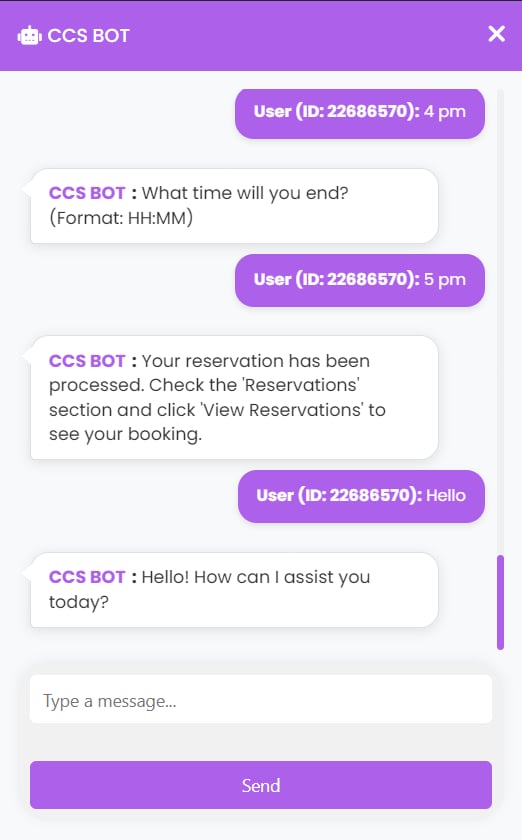 CCS BOT
User (ID: 22686570): 4 pm
CCS BOT : What time will you end?
(Format: HH:MM)
User (ID: 22686570): 5 pm
CCS BOT : Your reservation has been
processed. Check the 'Reservations'
section and click 'View Reservations' to
see your booking.
User (ID: 22686570): Hello
CCS BOT : Hello! How can I assist you
today?
Type a message...
Send